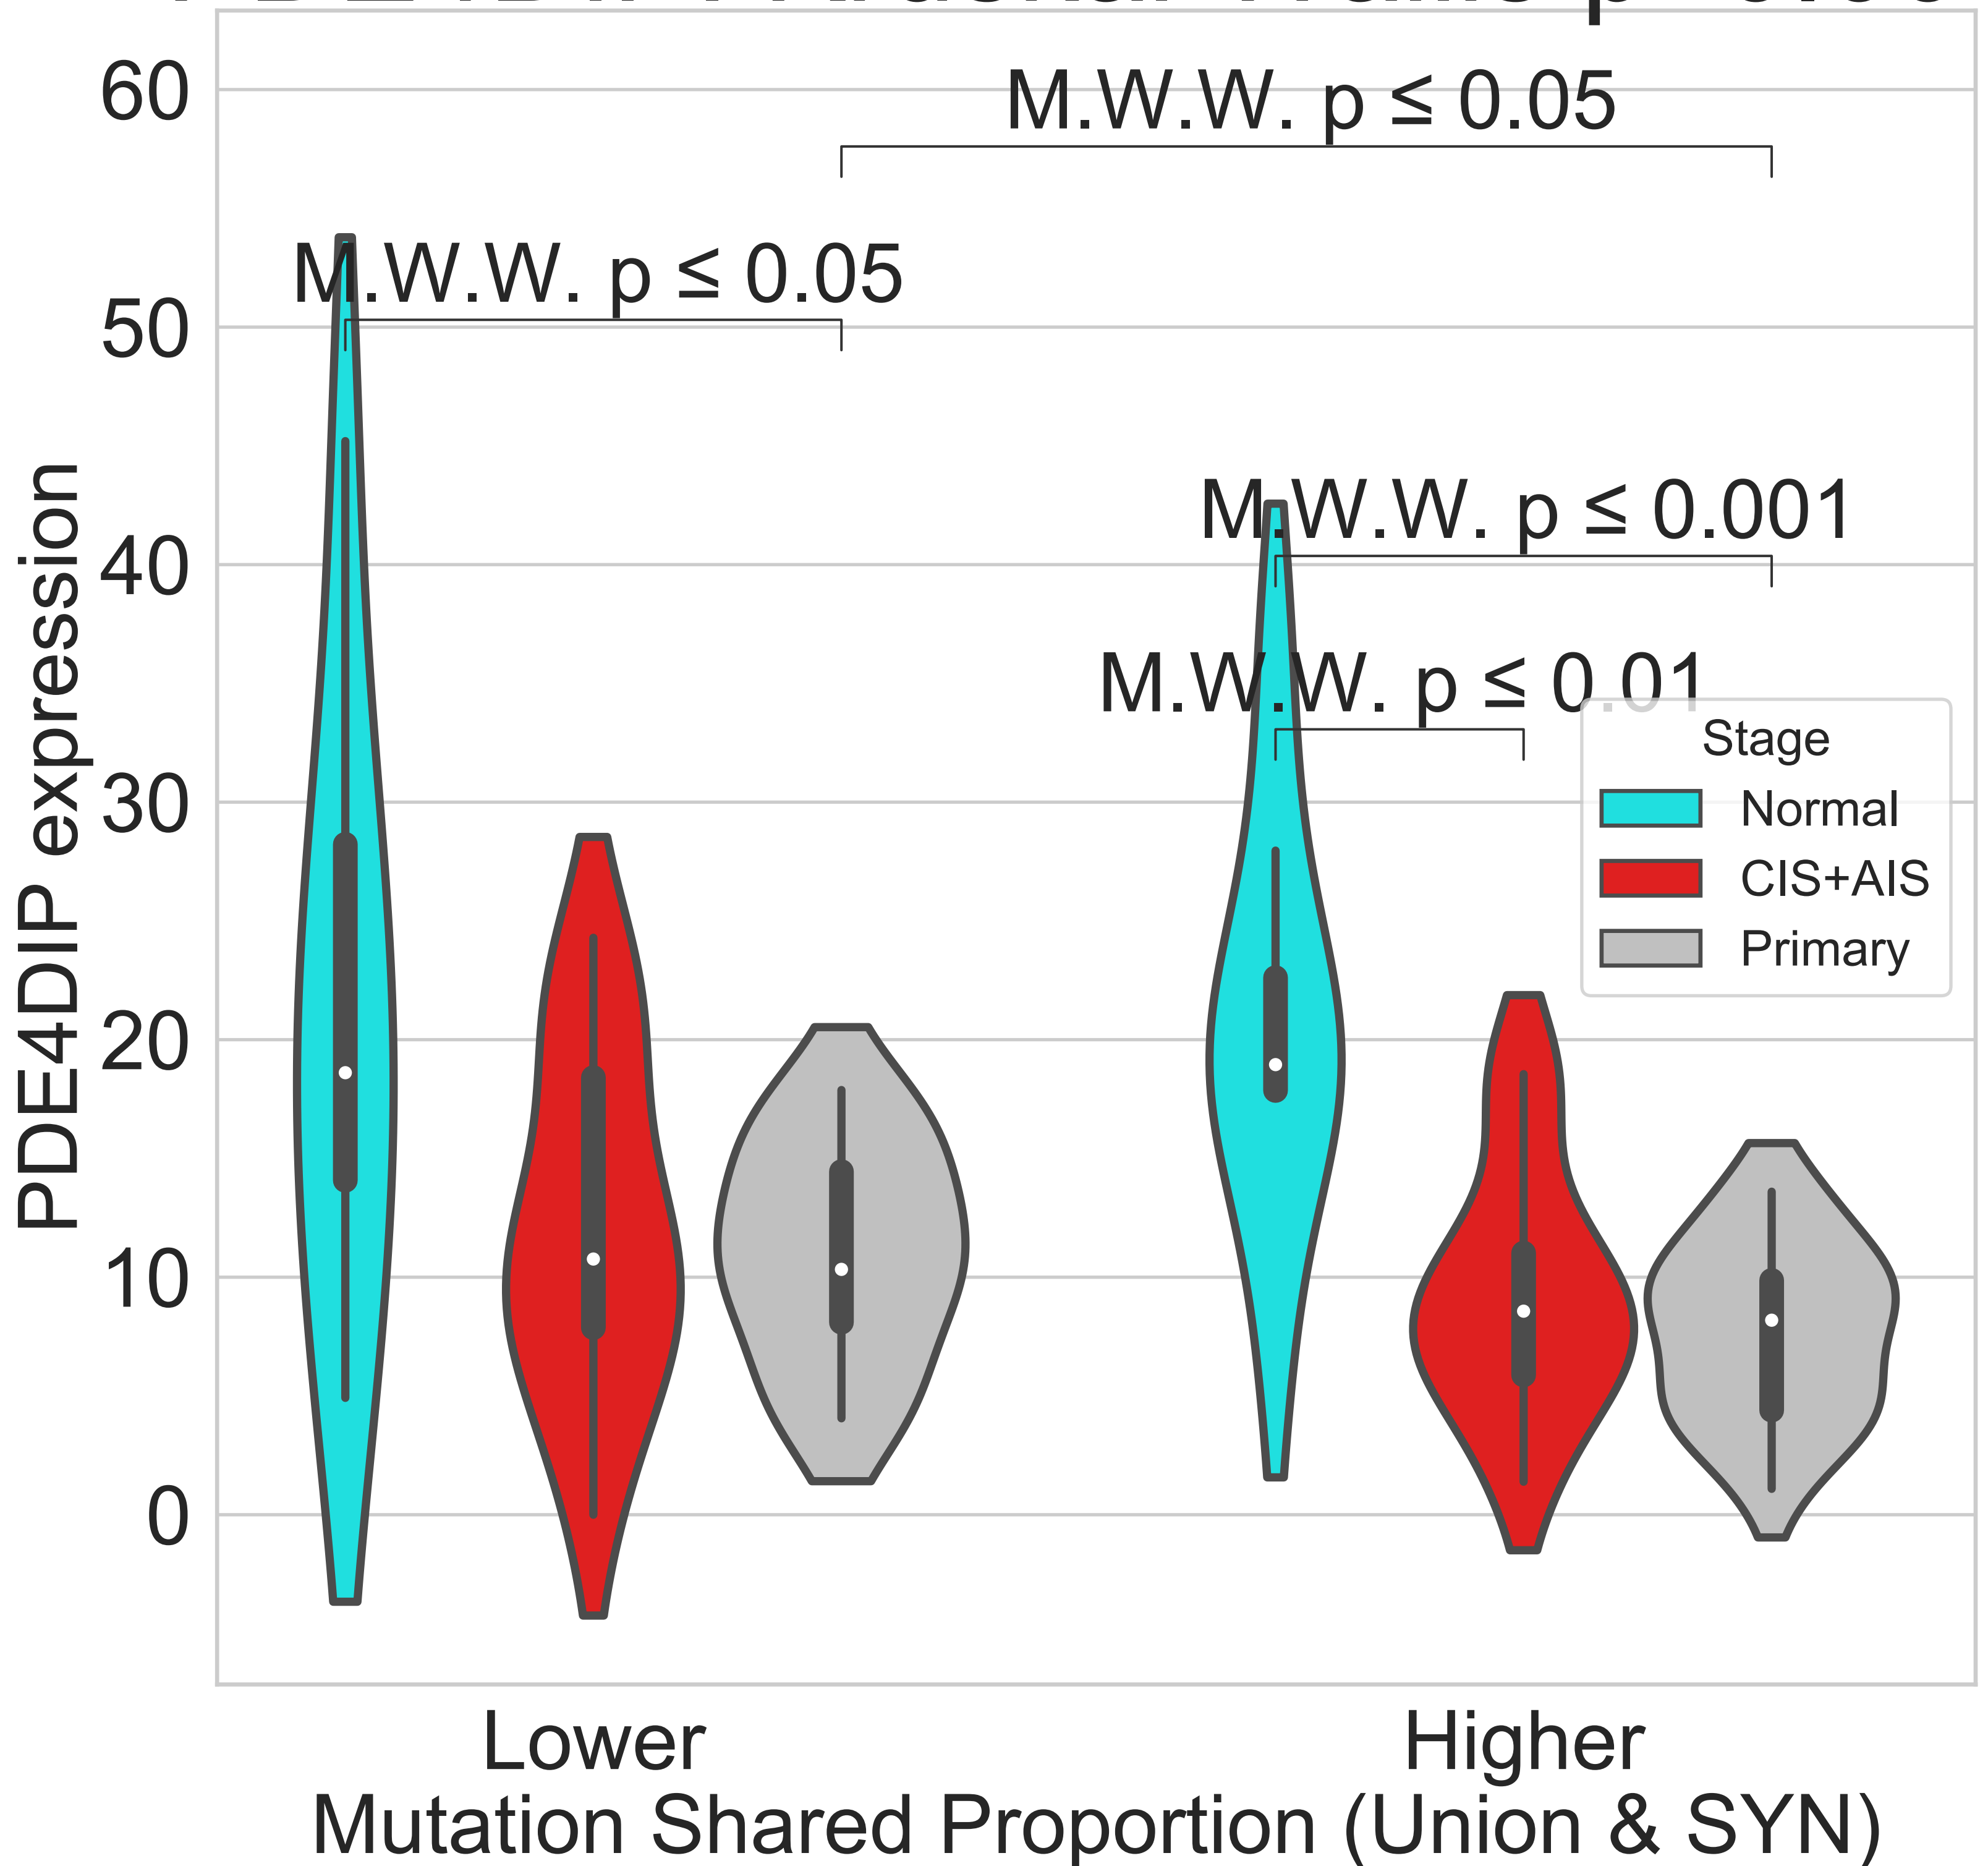 60
M.W.W. p ≤ 0.05
M.W.W. p ≤ 0.05
50
M.W.W. p ≤ 0.001
40
M.W.W. p ≤ 0.01
Stage
Normal
CIS+AIS
Primary
30
20
10
0
PDE4DIP expression
Lower
Higher
Mutation Shared Proportion (Union & SYN)